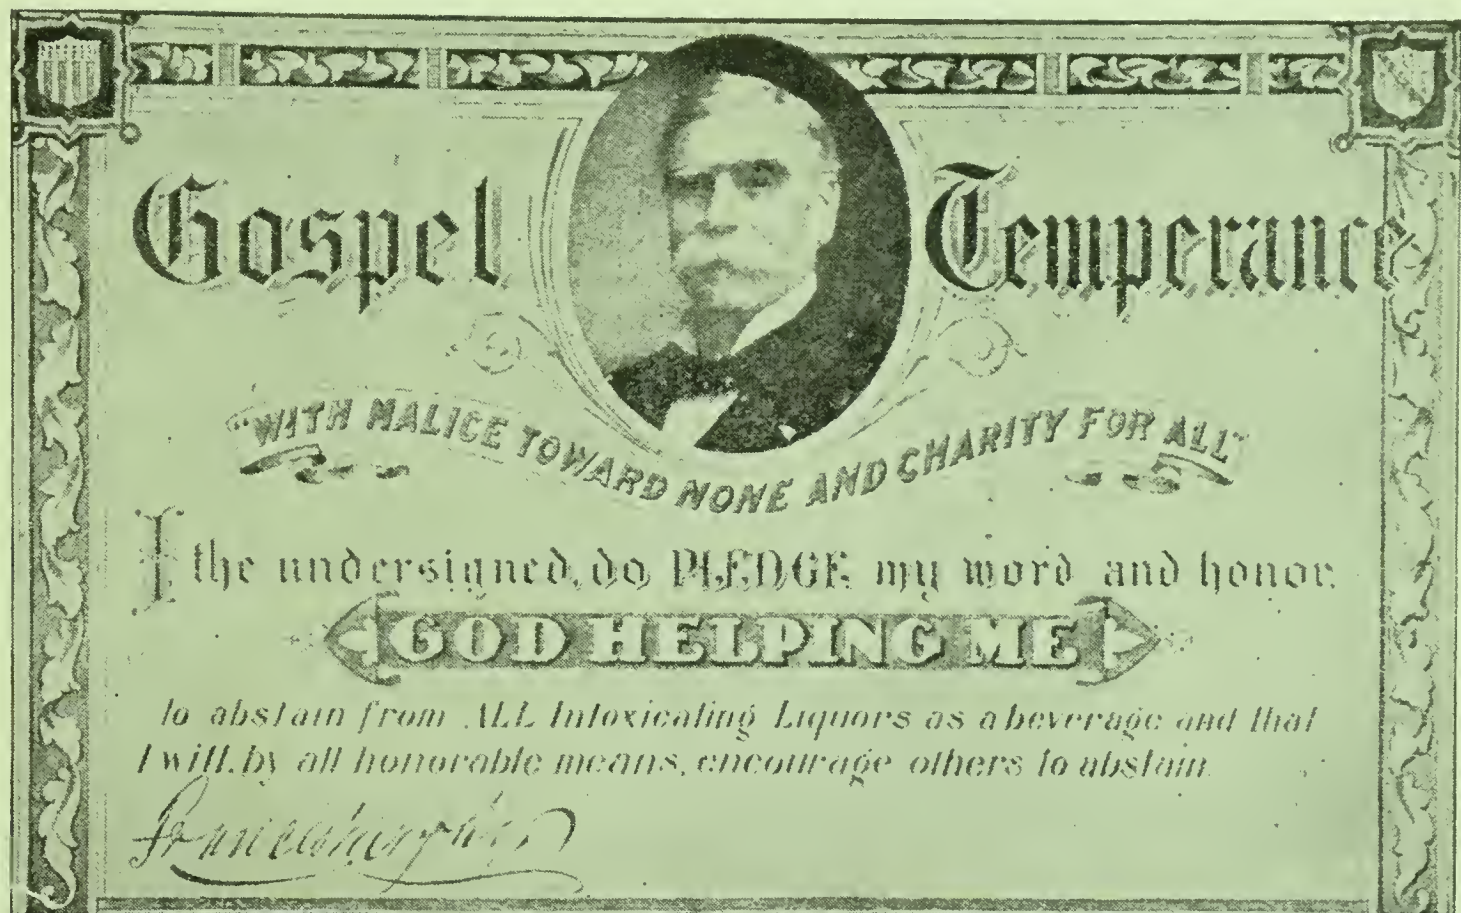 Gospel Temperance
"WITH MALICE TOWARD NONE AND CHARITY FOR ALL"
I the undersigned, do PLEDGE my word and honor.
GOD HELPING ME
to abstain from ALL Intoxicating Liquors as a beverage and that
I will, by all honorable means, encourage others to abstain
Francis Murphy